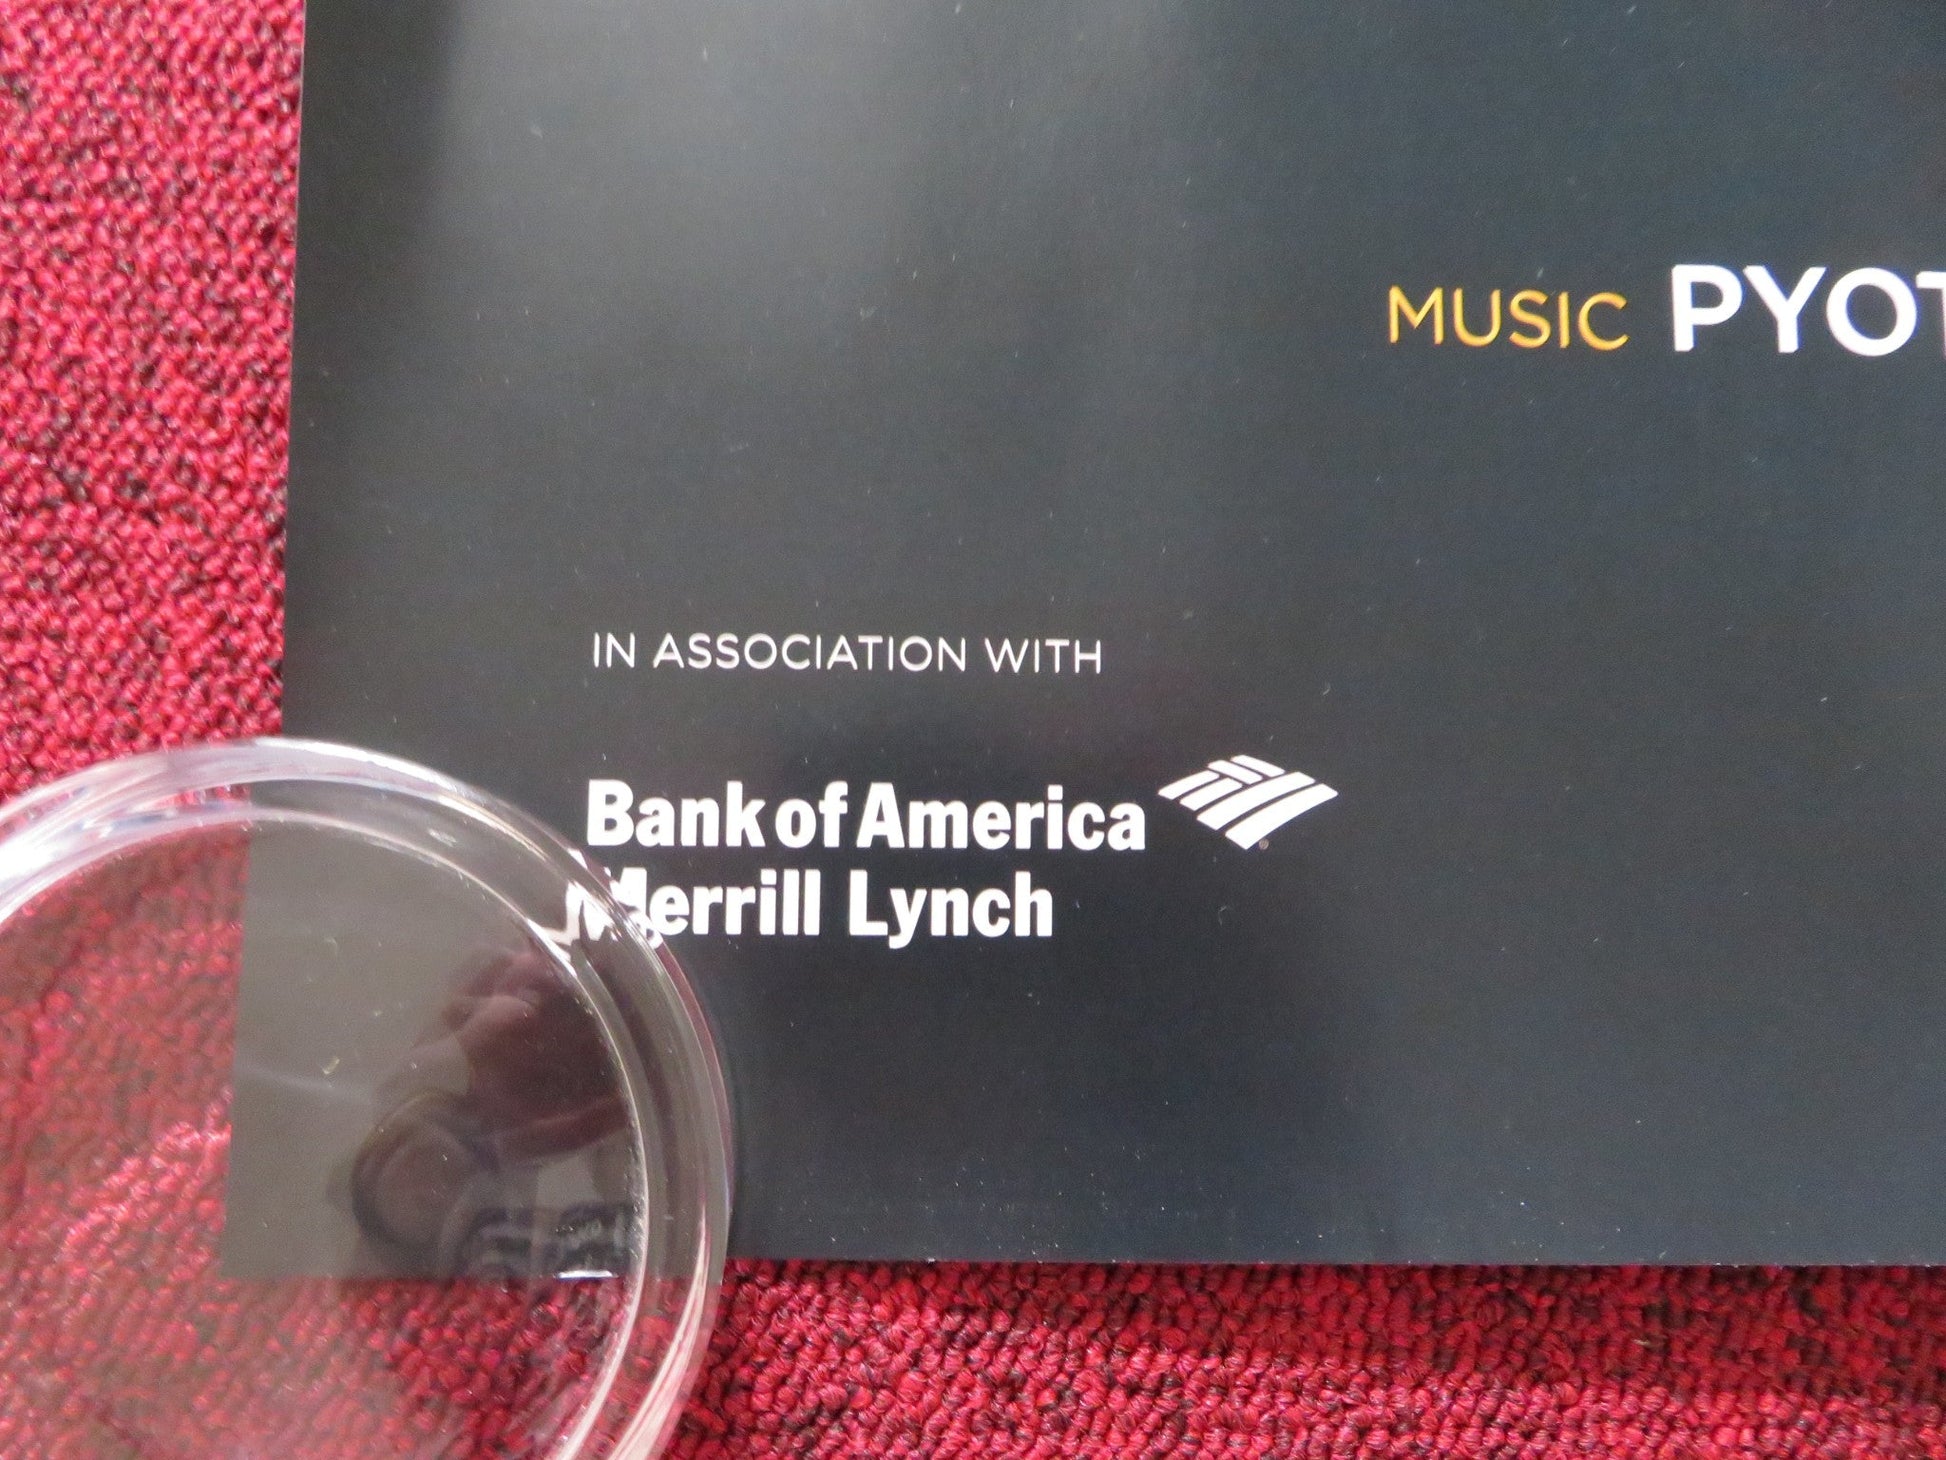 MUSIC PYOT
IN ASSOCIATION WITH
Bank of America
Merrill Lynch